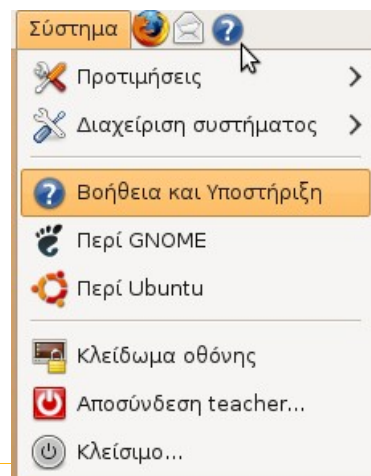 Σύστημα
Προτιμήσεις
Διαχείριση συστήματος
Βοήθεια και Υποστήριξη
Περί GNOME
Περί Ubuntu
Κλείδωμα οθόνης
Αποσύνδεση teacher...
Κλείσιμο...